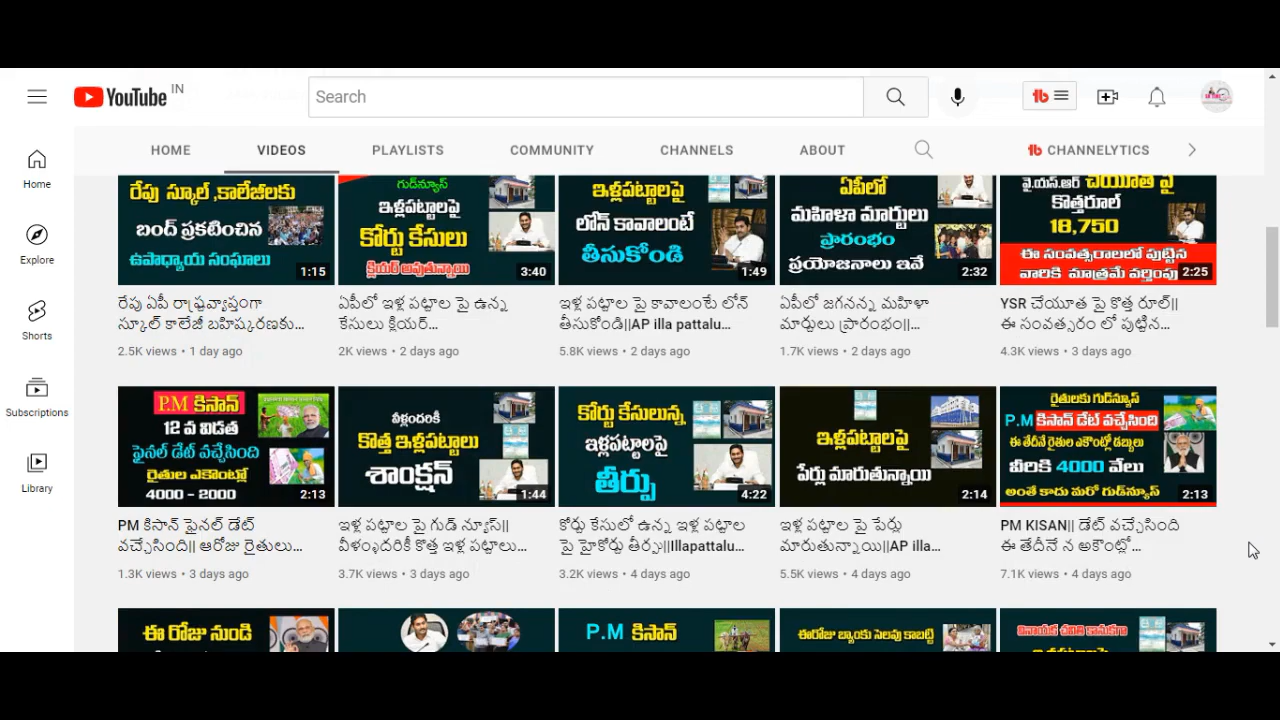 YouTube IN
Search
HOME VIDEOS PLAYLISTS COMMUNITY CHANNELS ABOUT CHANNELYTICS
Home
Explore
Shorts
Subscriptions
Library
రేపు స్కూల్ ,కాలేజీలకు
బంద్ ప్రకటించిన
ఉపాధ్యాయ సంఘాలు
1:15
రేపు ఏపీ రాష్ట్రవ్యాప్తంగా
స్కూల్ కాలేజీ బహిష్కరణకు...
2.5K views • 1 day ago
గుడ్‌న్యూస్
ఇళ్లపట్టాలపై
కోర్టు కేసులు
క్లియర్ అవుతున్నాయి
3:40
ఏపీలో ఇళ్ల పట్టాల పై ఉన్న
కేసులు క్లియర్...
2K views • 2 days ago
ఇళ్లపట్టాలపై
లోన్ కావాలంటే
తీసుకోండి
1:49
ఇళ్ల పట్టాల పై కావాలంటే లోన్
తీసుకోండి||AP illa pattalu...
5.8K views • 2 days ago
ఏపీలో
మహిళా మార్టులు
ప్రారంభం
ప్రయోజనాలు ఇవే
2:32
ఏపీలో జగనన్న మహిళా
మార్టులు ప్రారంభం||...
1.7K views • 2 days ago
వై.యస్.ఆర్ చేయూత పై
కొత్తరూల్
18,750
ఈ సంవత్సరాలలో పుట్టిన
వారికి మాత్రమే వర్తింపు
2:25
YSR చేయూత పై కొత్త రూల్||
ఈ సంవత్సరం లో పుట్టిన...
4.3K views • 3 days ago
P.M కిసాన్
12 వ విడత
ఫైనల్ డేట్ వచ్చేసింది
రైతుల ఎకౌంట్లో
4000 - 2000
2:13
PM కిసాన్ ఫైనల్ డేట్
వచ్చేసింది|| ఆరోజు రైతులు...
1.3K views • 3 days ago
వీళ్లందరికీ
కొత్త ఇళ్లపట్టాలు
శాంక్షన్
1:44
ఇళ్ల పట్టాల పై గుడ్ న్యూస్||
వీళ్ళందరికీ కొత్త ఇళ్ల పట్టాలు...
3.7K views • 3 days ago
కోర్టు కేసులున్న
ఇళ్లపట్టాలపై
తీర్పు
4:22
కోర్టు కేసులో ఉన్న ఇళ్ల పట్టాల
పై హైకోర్టు తీర్పు||Illapattalu...
3.2K views • 4 days ago
ఇళ్లపట్టాలపై
పేర్లు మారుతున్నాయి
2:14
ఇళ్ల పట్టాల పై పేర్లు
మారుతున్నాయి||AP illa...
5.5K views • 4 days ago
రైతులకు గుడ్‌న్యూస్
P.M కిసాన్ డేట్ వచ్చేసింది
ఈ తేదీనే రైతుల ఎకౌంట్లో డబ్బులు
వీరికి 4000 వేలు
అంతే కాదు మరో గుడ్‌న్యూస్
2:13
PM KISAN|| డేట్ వచ్చేసింది
ఈ తేదీనే న అకౌంట్లో...
7.1K views • 4 days ago
ఈ రోజు నుండి
P.M కిసాన్
ఈరోజు బ్యాంకు సెలవు కాబట్టి
వినాయక చవితి కానుకగా